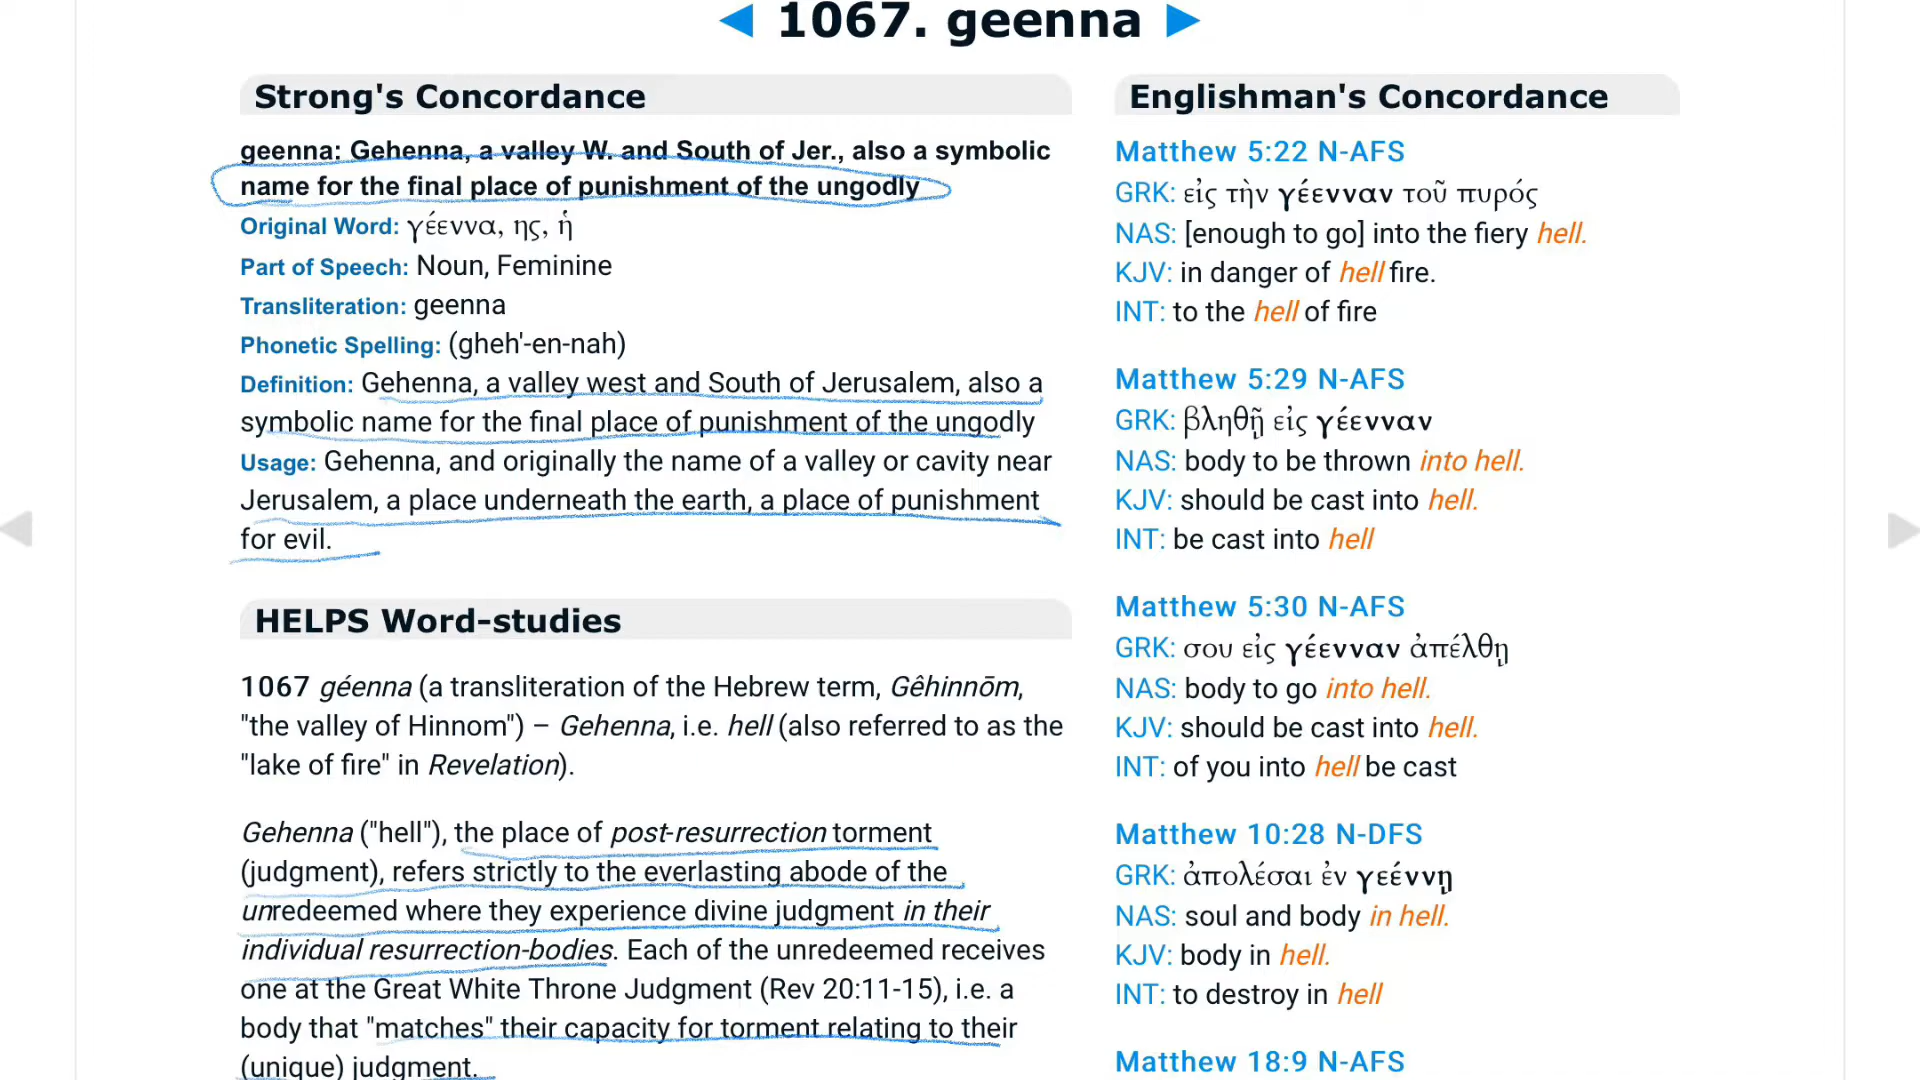 1067. geenna
Strong's Concordance
geenna: Gehenna, a valley W. and South of Jer., also a symbolic
name for the final place of punishment of the ungodly
Original Word: γέεννα, ης, ἡ
Part of Speech: Noun, Feminine
Transliteration: geenna
Phonetic Spelling: (gheh'-en-nah)
Definition: Gehenna, a valley west and South of Jerusalem, also a
symbolic name for the final place of punishment of the ungodly
Usage: Gehenna, and originally the name of a valley or cavity near
Jerusalem, a place underneath the earth, a place of punishment
for evil.
HELPS Word-studies
1067 géenna (a transliteration of the Hebrew term, Gêhinnōm,
"the valley of Hinnom") – Gehenna, i.e. hell (also referred to as the
"lake of fire" in Revelation).
Gehenna ("hell"), the place of post-resurrection torment
(judgment), refers strictly to the everlasting abode of the
unredeemed where they experience divine judgment in their
individual resurrection-bodies. Each of the unredeemed receives
one at the Great White Throne Judgment (Rev 20:11-15), i.e. a
body that "matches" their capacity for torment relating to their
(unique) judgment.
Englishman's Concordance
Matthew 5:22 N-AFS
GRK: εἰς τὴν γέενναν τοῦ πυρός
NAS: [enough to go] into the fiery hell.
KJV: in danger of hell fire.
INT: to the hell of fire
Matthew 5:29 N-AFS
GRK: βληθῇ εἰς γέενναν
NAS: body to be thrown into hell.
KJV: should be cast into hell.
INT: be cast into hell
Matthew 5:30 N-AFS
GRK: σου εἰς γέενναν ἀπέλθῃ
NAS: body to go into hell.
KJV: should be cast into hell.
INT: of you into hell be cast
Matthew 10:28 N-DFS
GRK: ἀπολέσαι ἐν γεέννῃ
NAS: soul and body in hell.
KJV: body in hell.
INT: to destroy in hell
Matthew 18:9 N-AFS